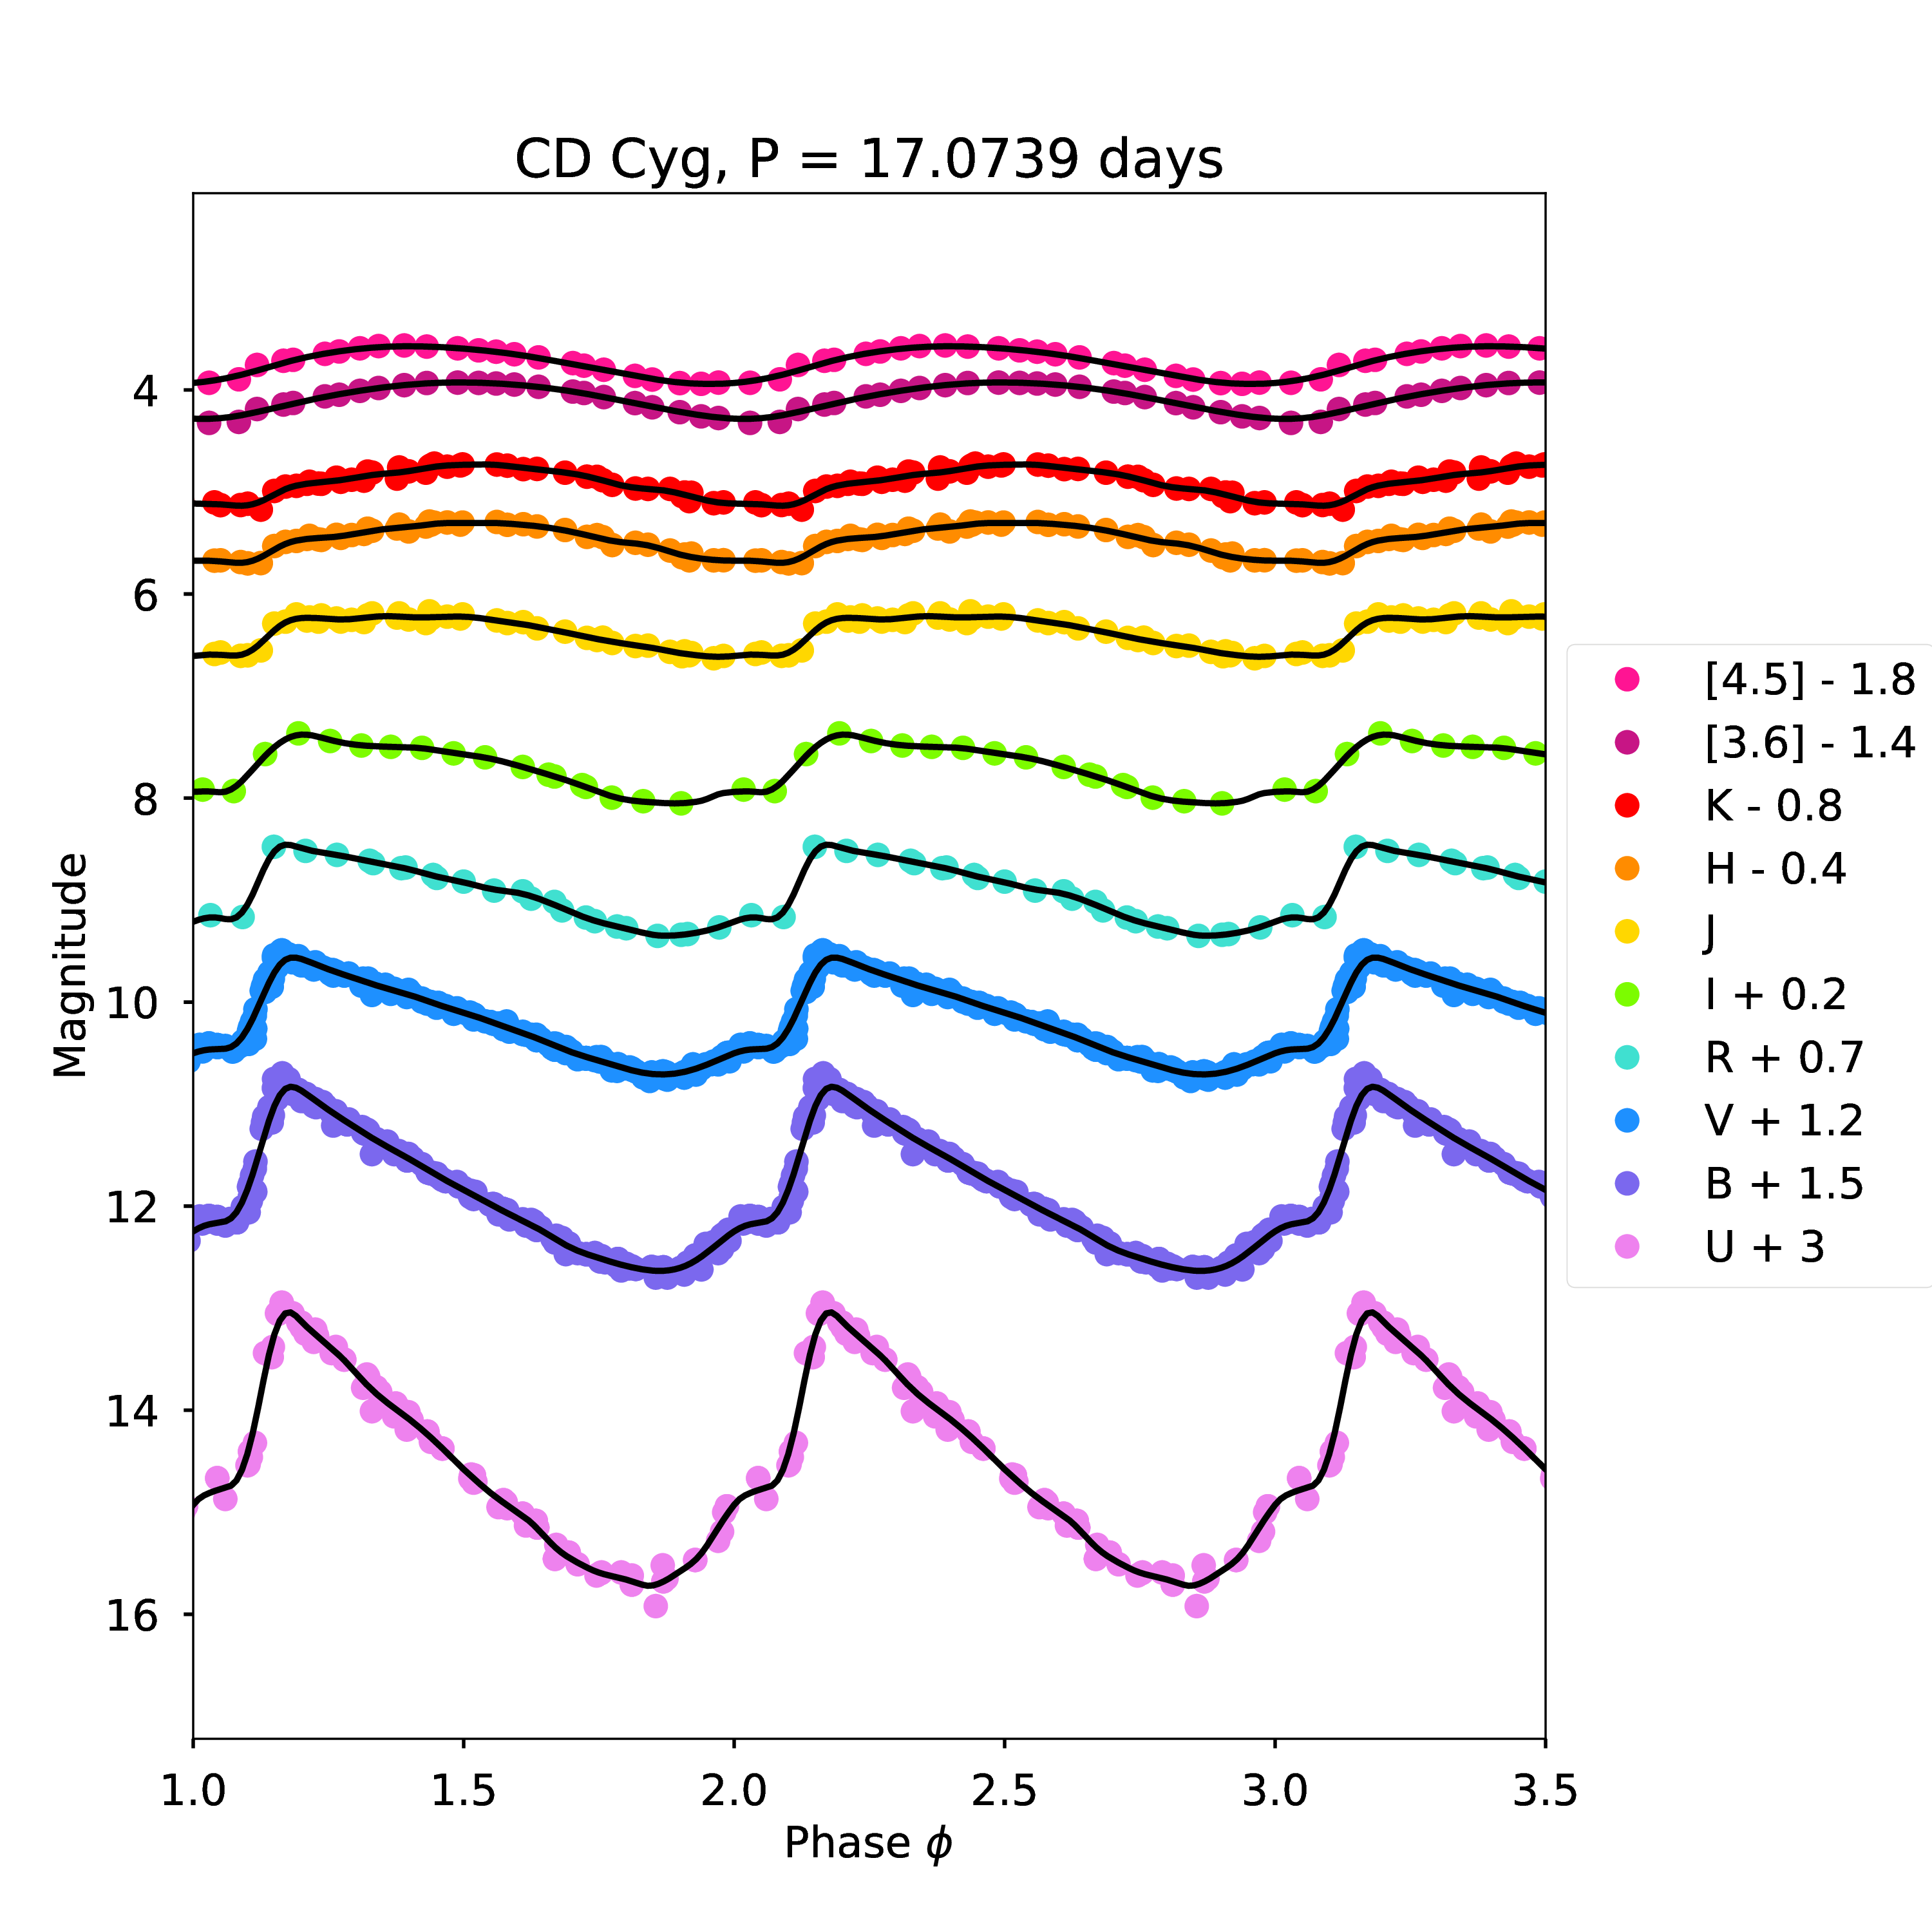 CD Cyg, P = 17.0739 days
Magnitude
4
6
8
10
12
14
16
1.0 1.5 2.0 2.5 3.0 3.5
Phase ϕ
[4.5] - 1.8
[3.6] - 1.4
K - 0.8
H - 0.4
J
I + 0.2
R + 0.7
V + 1.2
B + 1.5
U + 3